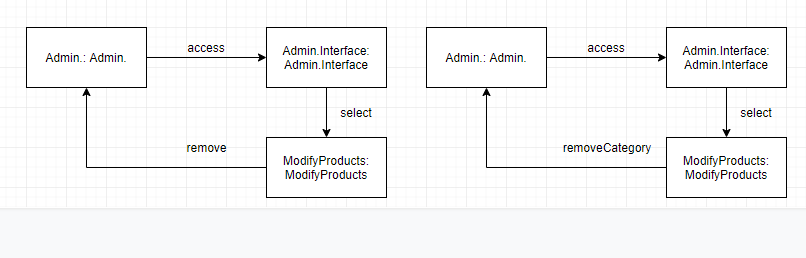 access
Admin.: Admin.
Admin.Interface:
Admin.Interface
select
remove
ModifyProducts:
ModifyProducts
access
Admin.: Admin.
Admin.Interface:
Admin.Interface
select
removeCategory
ModifyProducts:
ModifyProducts